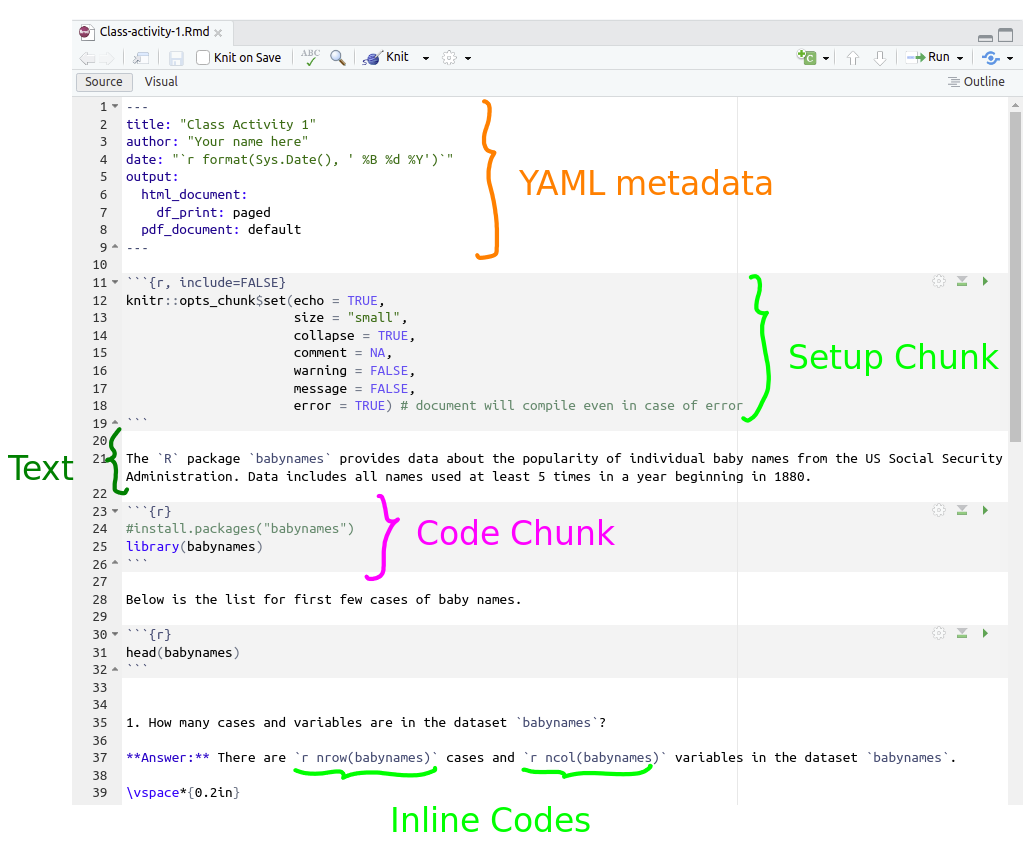 Class-activity-1.Rmd
Knit on Save ABC Knit C Run
Source Visual Outline
1 ---
2 title: "Class Activity 1"
3 author: "Your name here"
4 date: "`r format(Sys.Date(), ' %B %d %Y')`"
5 output:
6   html_document:
7     df_print: paged
8   pdf_document: default
9 ---
YAML metadata
10
11 ```{r, include=FALSE}
12 knitr::opts_chunk$set(echo = TRUE,
13                       size = "small",
14                       collapse = TRUE,
15                       comment = NA,
16                       warning = FALSE,
17                       message = FALSE,
18                       error = TRUE) # document will compile even in case of error
19 ```
Setup Chunk
20
Text
21 The `R` package `babynames` provides data about the popularity of individual baby names from the US Social Security
Administration. Data includes all names used at least 5 times in a year beginning in 1880.
22
23 ```{r}
24 #install.packages("babynames")
25 library(babynames)
26 ```
Code Chunk
27
28 Below is the list for first few cases of baby names.
29
30 ```{r}
31 head(babynames)
32 ```
33
34
35 1. How many cases and variables are in the dataset `babynames`?
36
37 **Answer:** There are `r nrow(babynames)` cases and `r ncol(babynames)` variables in the dataset `babynames`.
38
39 \vspace*{0.2in}
Inline Codes